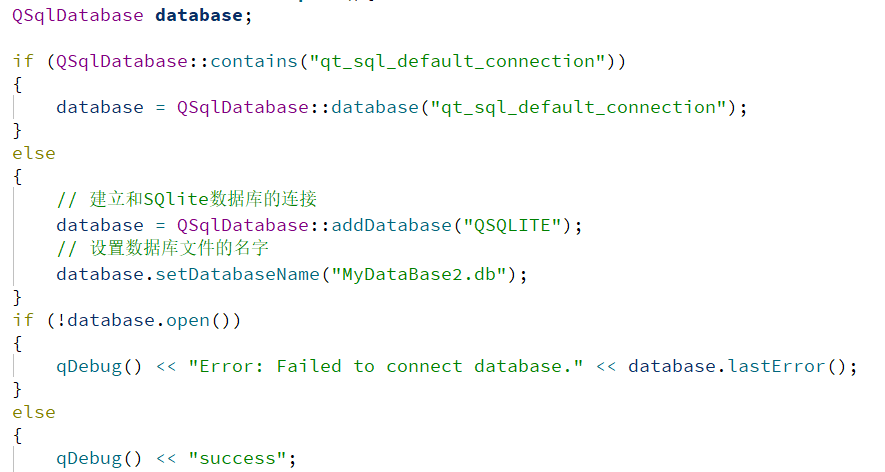 QSqlDatabase database;
if (QSqlDatabase::contains("qt_sql_default_connection"))
{
database = QSqlDatabase::database("qt_sql_default_connection");
}
else
{
// 建立和SQlite数据库的连接
database = QSqlDatabase::addDatabase("QSQLITE");
// 设置数据库文件的名字
database.setDatabaseName("MyDataBase2.db");
}
if (!database.open())
{
qDebug() << "Error: Failed to connect database." << database.lastError();
}
else
{
qDebug() << "success";